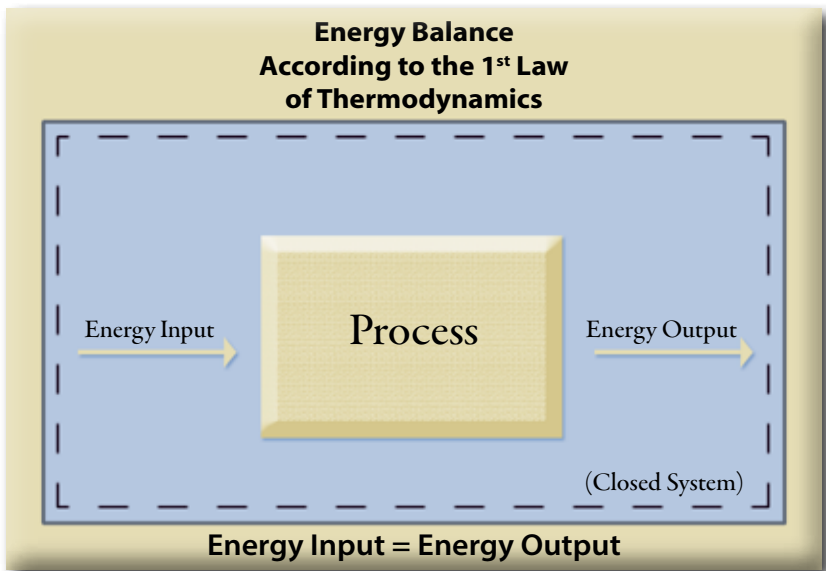 Energy Balance
According to the 1st Law
of Thermodynamics
Energy Input
Process
Energy Output
(Closed System)
Energy Input = Energy Output